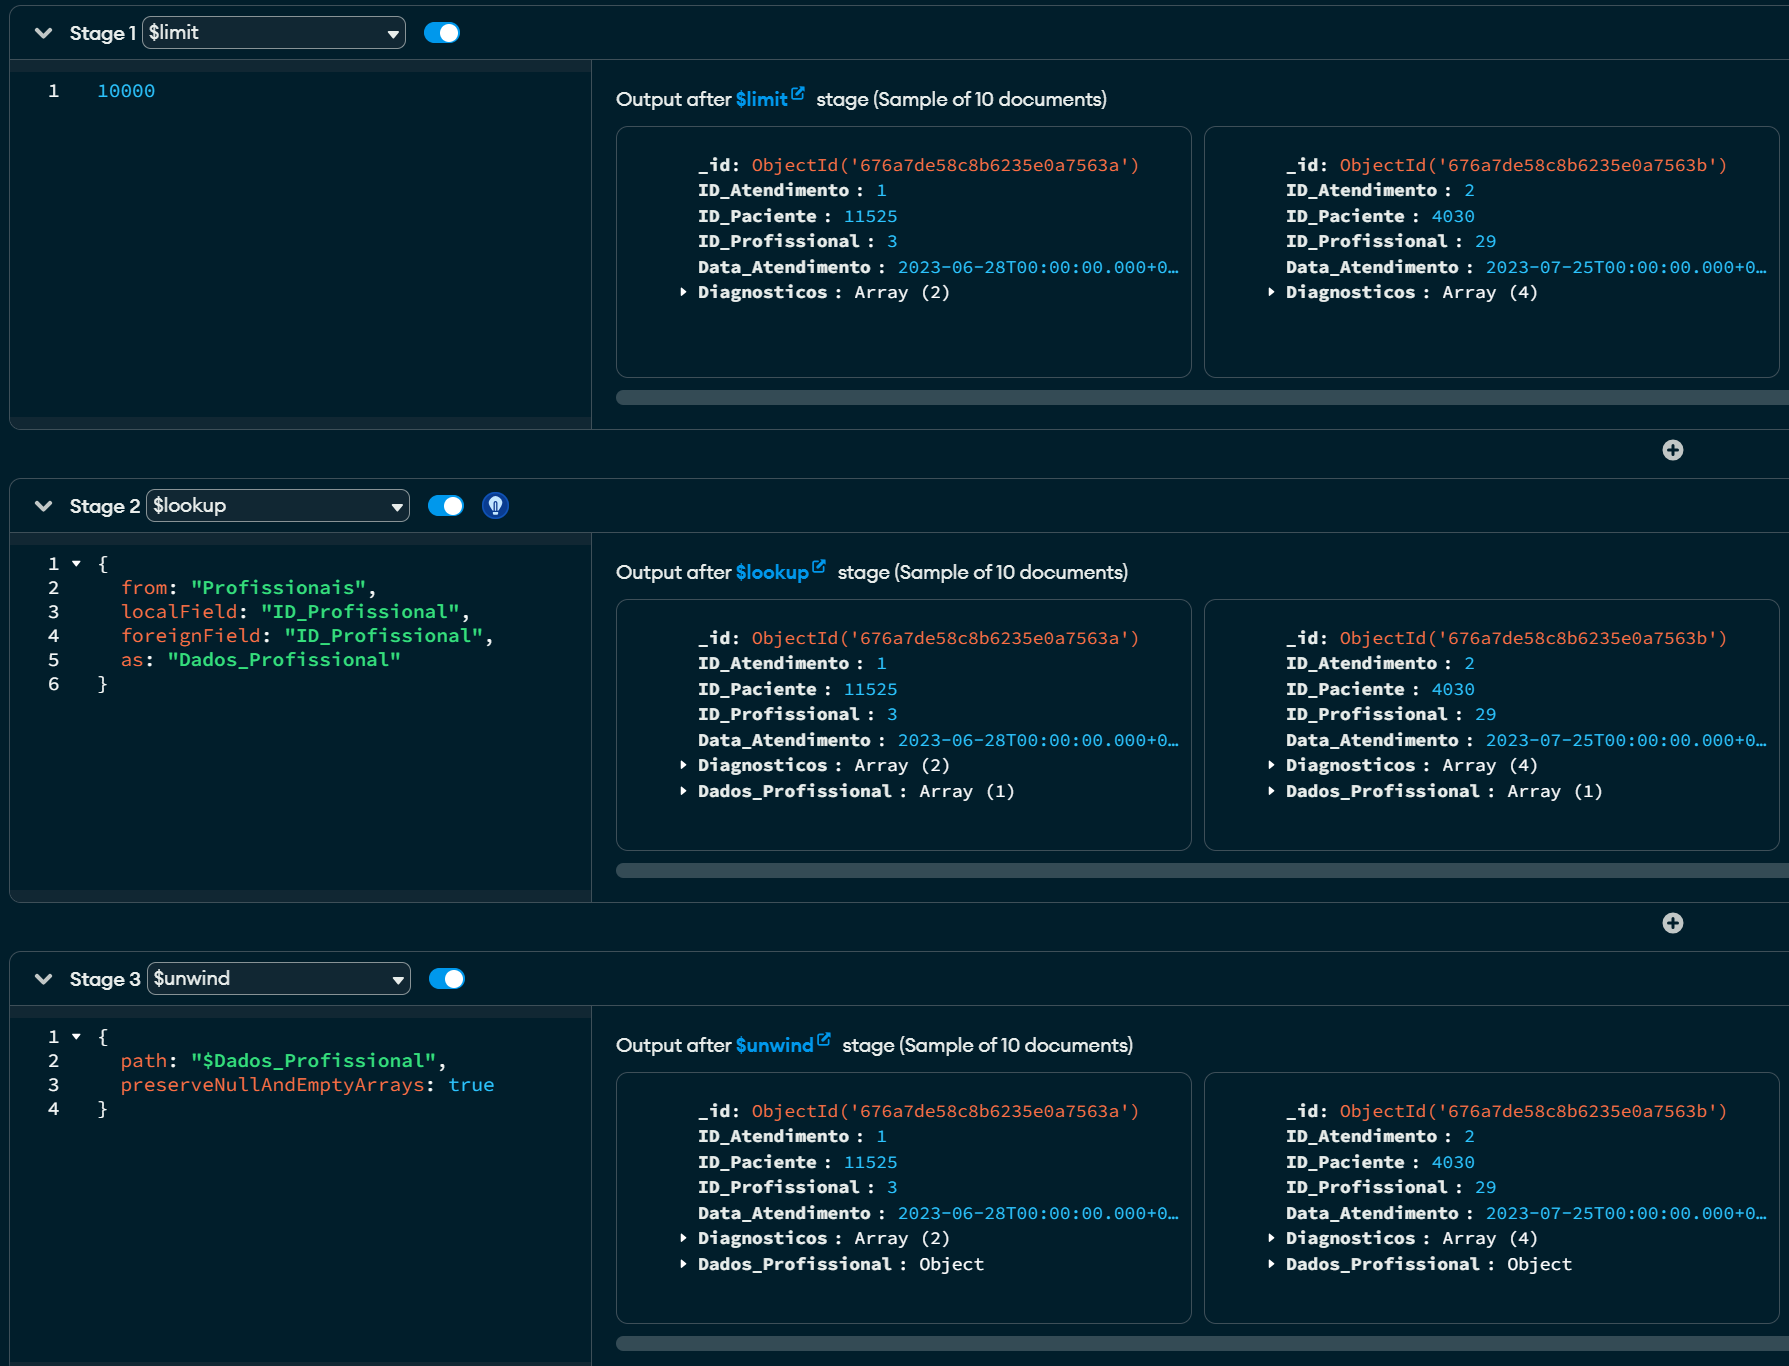 Stage 1 $limit
1 10000
Output after $limit stage (Sample of 10 documents)
_id: ObjectId('676a7de58c8b6235e0a7563a')
ID_Atendimento : 1
ID_Paciente : 11525
ID_Profissional : 3
Data_Atendimento : 2023-06-28T00:00:00.000+0…
Diagnosticos : Array (2)
_id: ObjectId('676a7de58c8b6235e0a7563b')
ID_Atendimento : 2
ID_Paciente : 4030
ID_Profissional : 29
Data_Atendimento : 2023-07-25T00:00:00.000+0…
Diagnosticos : Array (4)
Stage 2 $lookup
1 {
2 from: "Profissionais",
3 localField: "ID_Profissional",
4 foreignField: "ID_Profissional",
5 as: "Dados_Profissional"
6 }
Output after $lookup stage (Sample of 10 documents)
_id: ObjectId('676a7de58c8b6235e0a7563a')
ID_Atendimento : 1
ID_Paciente : 11525
ID_Profissional : 3
Data_Atendimento : 2023-06-28T00:00:00.000+0…
Diagnosticos : Array (2)
Dados_Profissional : Array (1)
_id: ObjectId('676a7de58c8b6235e0a7563b')
ID_Atendimento : 2
ID_Paciente : 4030
ID_Profissional : 29
Data_Atendimento : 2023-07-25T00:00:00.000+0…
Diagnosticos : Array (4)
Dados_Profissional : Array (1)
Stage 3 $unwind
1 {
2 path: "$Dados_Profissional",
3 preserveNullAndEmptyArrays: true
4 }
Output after $unwind stage (Sample of 10 documents)
_id: ObjectId('676a7de58c8b6235e0a7563a')
ID_Atendimento : 1
ID_Paciente : 11525
ID_Profissional : 3
Data_Atendimento : 2023-06-28T00:00:00.000+0…
Diagnosticos : Array (2)
Dados_Profissional : Object
_id: ObjectId('676a7de58c8b6235e0a7563b')
ID_Atendimento : 2
ID_Paciente : 4030
ID_Profissional : 29
Data_Atendimento : 2023-07-25T00:00:00.000+0…
Diagnosticos : Array (4)
Dados_Profissional : Object